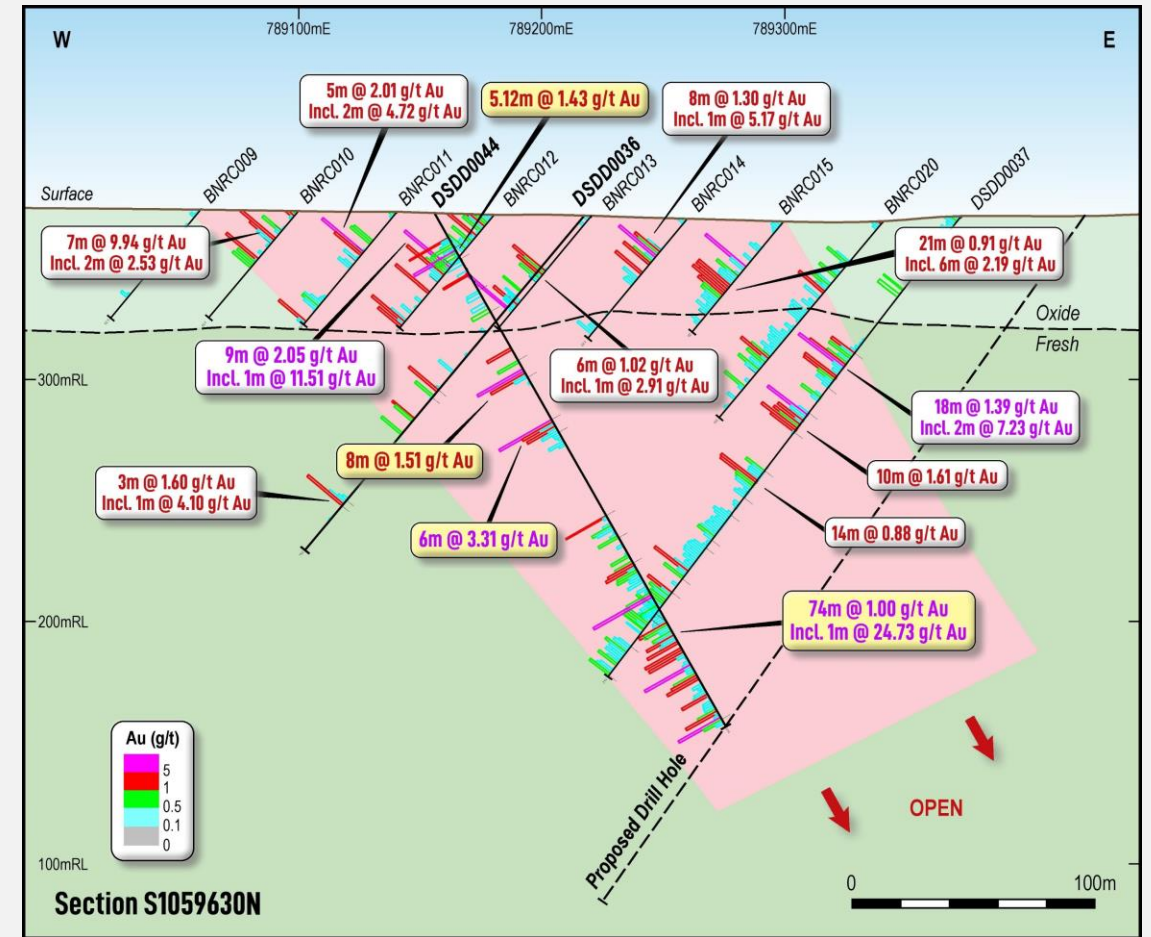 W
789100mE
789200mE
789300mE
E
5m @ 2.01 g/t Au
Incl. 2m @ 4.72 g/t Au
5.12m @ 1.43 g/t Au
8m @ 1.30 g/t Au
Incl. 1m @ 5.17 g/t Au
Surface
BNRC009
BNRC010
BNRC011
DSDD0044
BNRC012
DSDD0036
BNRC013
BNRC014
BNRC015
BNRC020
DSDD0037
7m @ 9.94 g/t Au
Incl. 2m @ 2.53 g/t Au
21m @ 0.91 g/t Au
Incl. 6m @ 2.19 g/t Au
Oxide
Fresh
9m @ 2.05 g/t Au
Incl. 1m @ 11.51 g/t Au
6m @ 1.02 g/t Au
Incl. 1m @ 2.91 g/t Au
300mRL
18m @ 1.39 g/t Au
Incl. 2m @ 7.23 g/t Au
8m @ 1.51 g/t Au
10m @ 1.61 g/t Au
3m @ 1.60 g/t Au
Incl. 1m @ 4.10 g/t Au
14m @ 0.88 g/t Au
6m @ 3.31 g/t Au
200mRL
74m @ 1.00 g/t Au
Incl. 1m @ 24.73 g/t Au
Au (g/t)
5
1
0.5
0.1
0
Proposed Drill Hole
OPEN
100mRL
0
100m
Section S1059630N